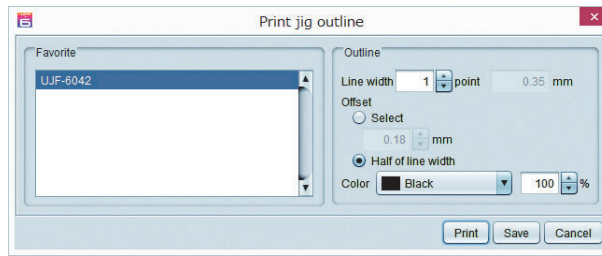 Print jig outline
Favorite
UJF-6042
Outline
Line width 1 point 0.35 mm
Offset
Select
0.18 mm
Half of line width
Color Black 100 %
Print Save Cancel